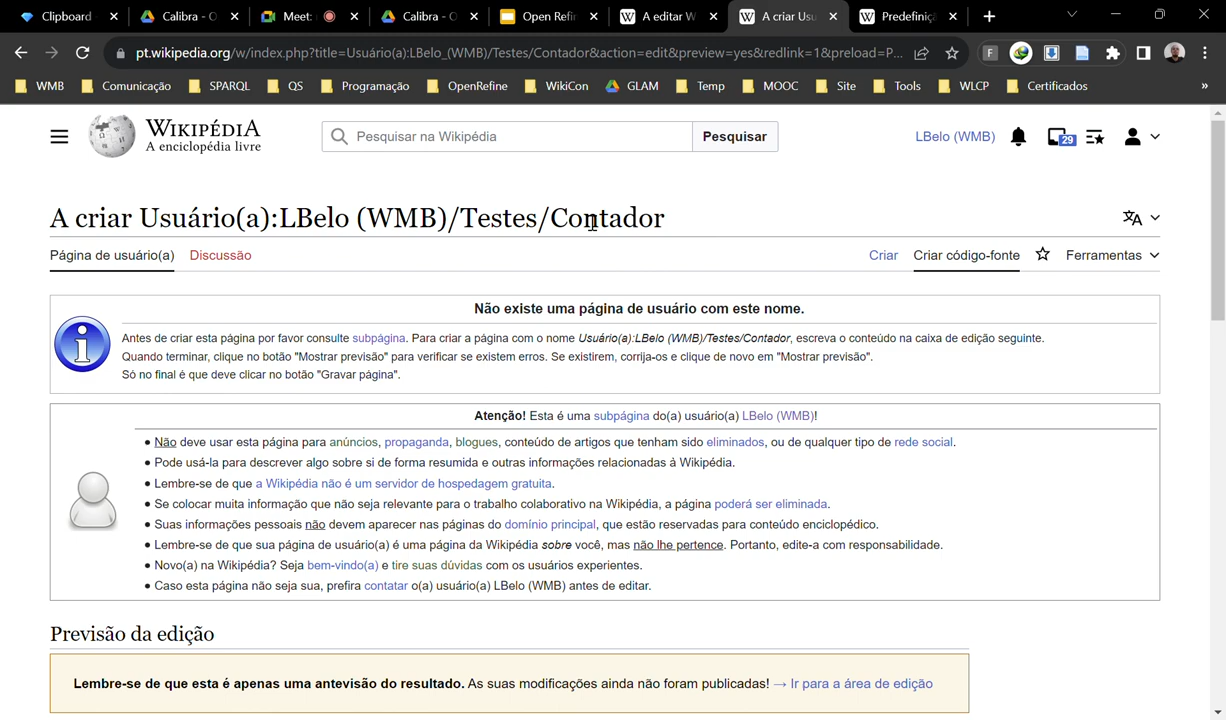 Clipboard
Calibra - O
Meet:
Calibra - O
Open Refin
A editar W
A criar Usu
Predefiniç
pt.wikipedia.org/w/index.php?title=Usuário(a):LBelo_(WMB)/Testes/Contador&action=edit&preview=yes&redlink=1&preload=P...
WMB
Comunicação
SPARQL
QS
Programação
OpenRefine
WikiCon
GLAM
Temp
MOOC
Site
Tools
WLCP
Certificados
»
WIKIPÉDIA
A enciclopédia livre
Pesquisar na Wikipédia
Pesquisar
LBelo (WMB)
29
A criar Usuário(a):LBelo (WMB)/Testes/Contador
Página de usuário(a)
Discussão
Criar
Criar código-fonte
Ferramentas
Não existe uma página de usuário com este nome.
Antes de criar esta página por favor consulte subpágina. Para criar a página com o nome Usuário(a):LBelo (WMB)/Testes/Contador, escreva o conteúdo na caixa de edição seguinte.
Quando terminar, clique no botão "Mostrar previsão" para verificar se existem erros. Se existirem, corrija-os e clique de novo em "Mostrar previsão".
Só no final é que deve clicar no botão "Gravar página".
Atenção! Esta é uma subpágina do(a) usuário(a) LBelo (WMB)!
• Não deve usar esta página para anúncios, propaganda, blogues, conteúdo de artigos que tenham sido eliminados, ou de qualquer tipo de rede social.
• Pode usá-la para descrever algo sobre si de forma resumida e outras informações relacionadas à Wikipédia.
• Lembre-se de que a Wikipédia não é um servidor de hospedagem gratuita.
• Se colocar muita informação que não seja relevante para o trabalho colaborativo na Wikipédia, a página poderá ser eliminada.
• Suas informações pessoais não devem aparecer nas páginas do domínio principal, que estão reservadas para conteúdo enciclopédico.
• Lembre-se de que sua página de usuário(a) é uma página da Wikipédia sobre você, mas não lhe pertence. Portanto, edite-a com responsabilidade.
• Novo(a) na Wikipédia? Seja bem-vindo(a) e tire suas dúvidas com os usuários experientes.
• Caso esta página não seja sua, prefira contatar o(a) usuário(a) LBelo (WMB) antes de editar.
Previsão da edição
Lembre-se de que esta é apenas uma antevisão do resultado. As suas modificações ainda não foram publicadas! → Ir para a área de edição